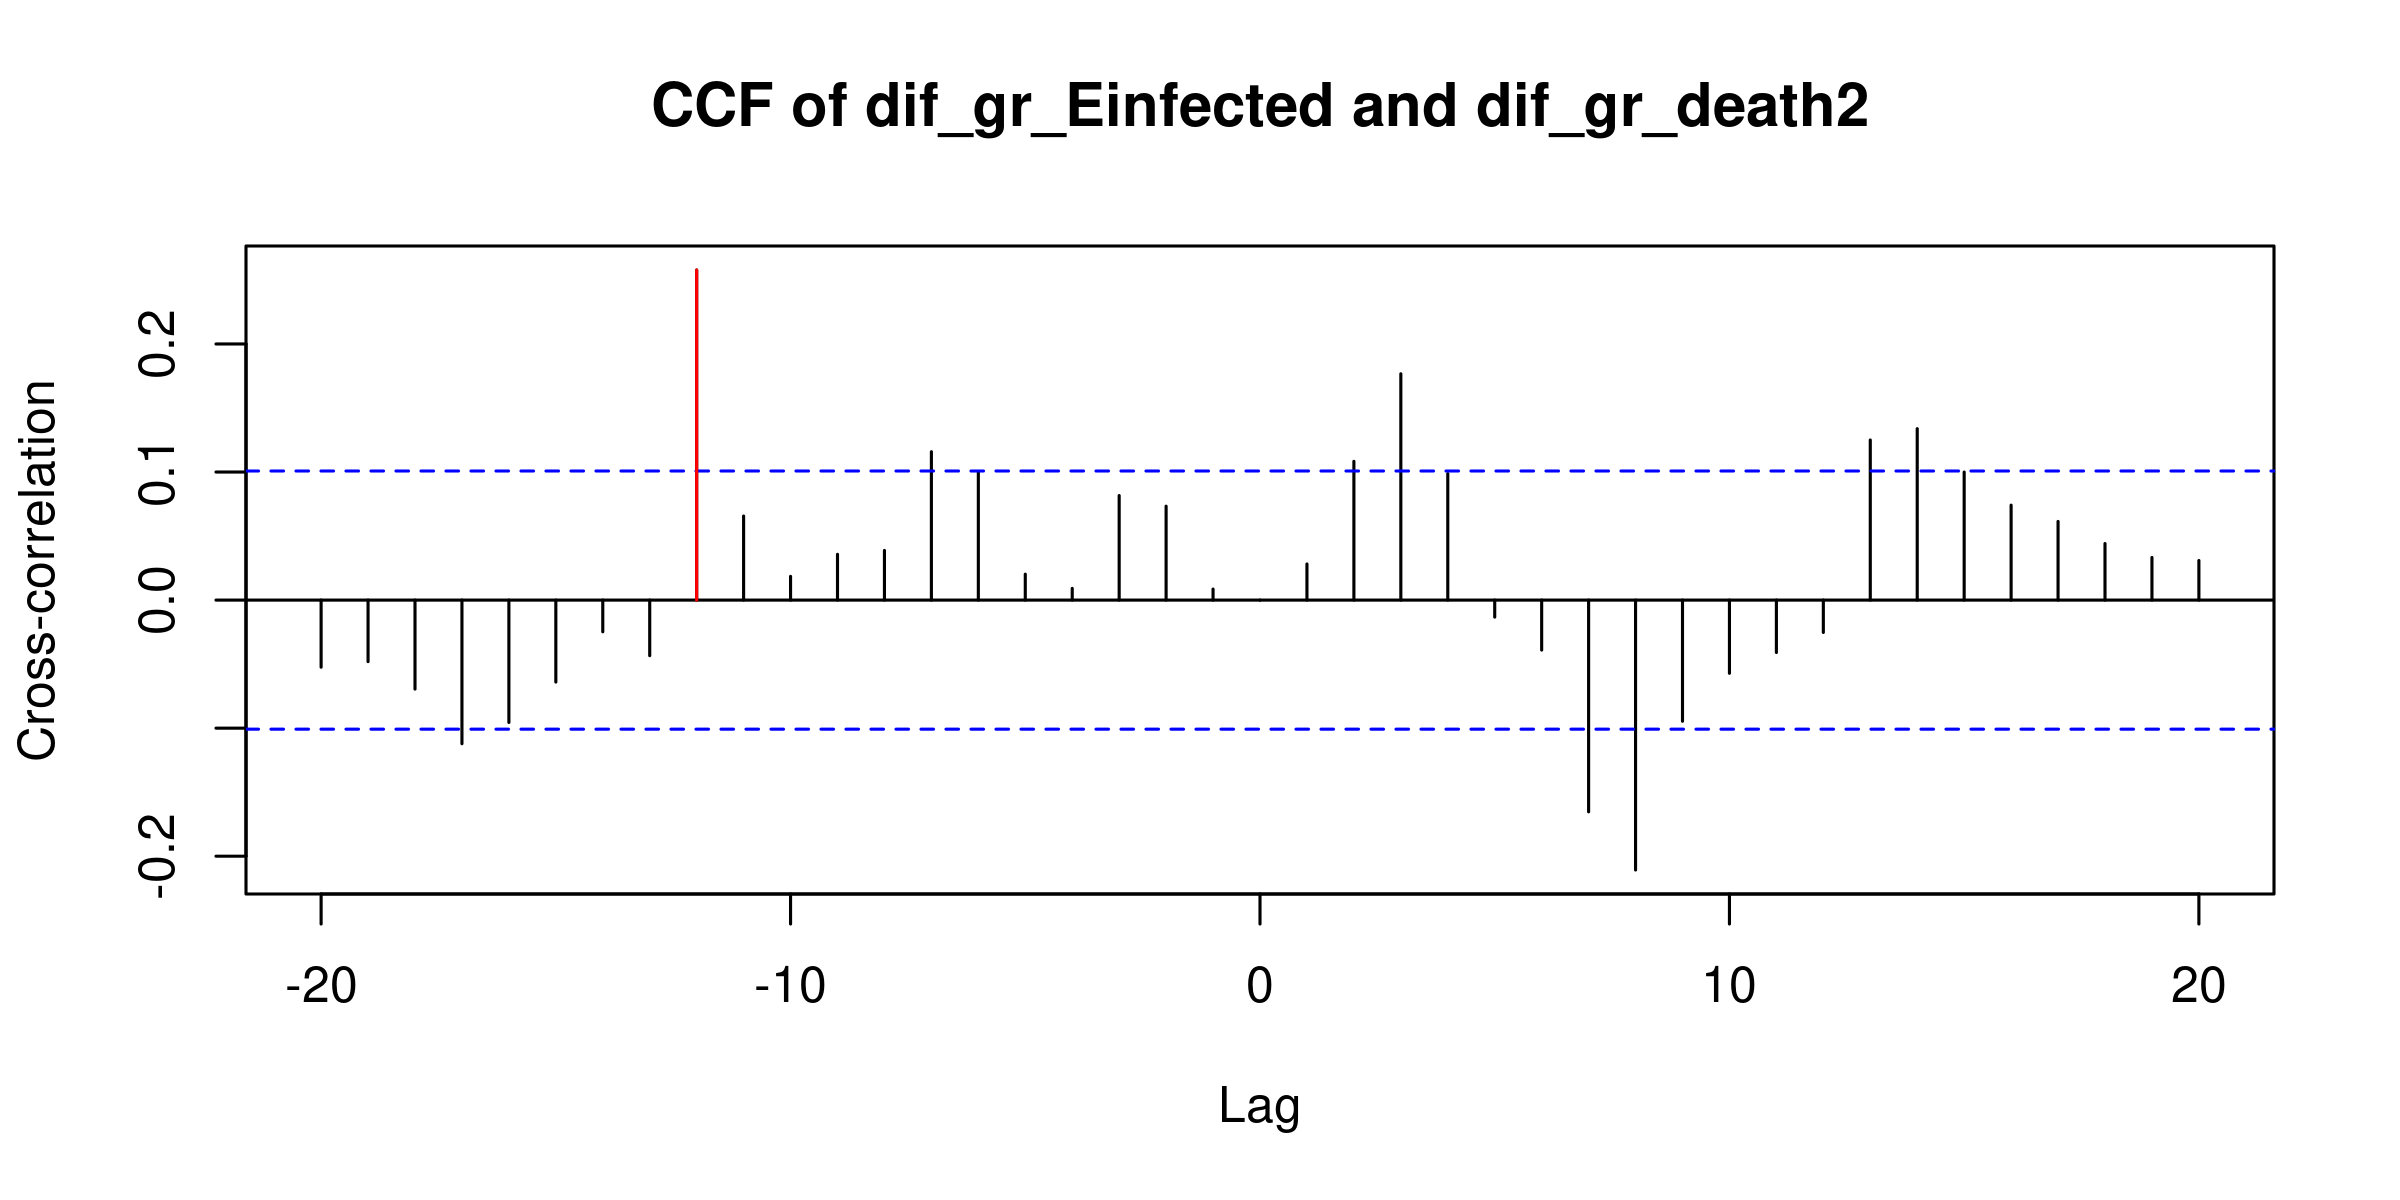 CCF of dif_gr_Einfected and dif_gr_death2
Cross-correlation
0.2
0.1
0.0
-0.2
-20 -10 0 10 20
Lag